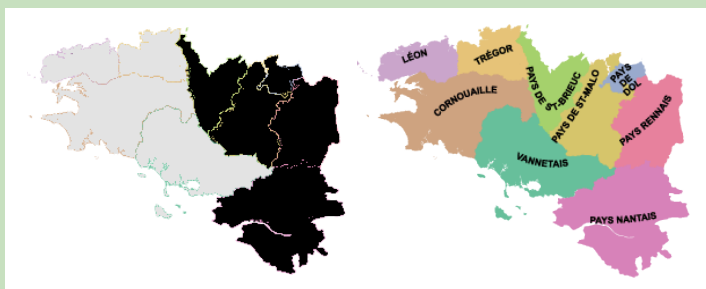 LÉON
TRÉGOR
PAYS DE ST-BRIEUC
PAYS DE ST-MALO
PAYS
DE
DOL
CORNOUAILLE
PAYS RENNAIS
VANNETAIS
PAYS NANTAIS